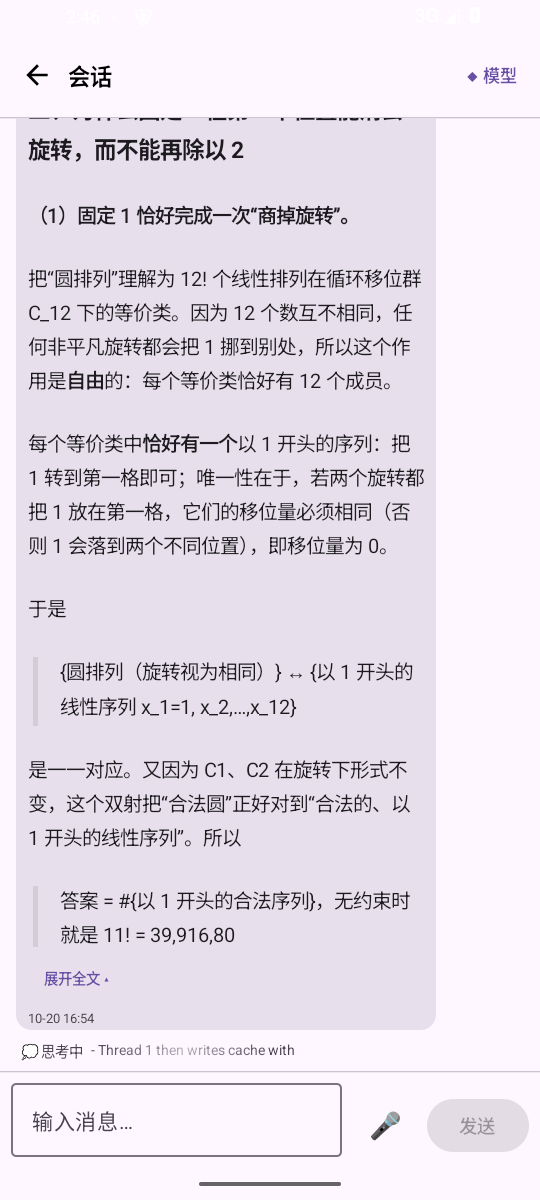 2:46
3G
会话
◆ 模型
旋转，而不能再除以 2
（1）固定 1 恰好完成一次“商掉旋转”。
把“圆排列”理解为 12! 个线性排列在循环移位群
C_12 下的等价类。因为 12 个数互不相同，任
何非平凡旋转都会把 1 挪到别处，所以这个作
用是自由的：每个等价类恰好有 12 个成员。
每个等价类中恰好有一个以 1 开头的序列：把
1 转到第一格即可；唯一性在于，若两个旋转都
把 1 放在第一格，它们的移位量必须相同（否
则 1 会落到两个不同位置），即移位量为 0。
于是
{圆排列（旋转视为相同）} ↔ {以 1 开头的
线性序列 x_1=1, x_2,…,x_12}
是一一对应。又因为 C1、C2 在旋转下形式不
变，这个双射把“合法圆”正好对到“合法的、以
1 开头的线性序列”。所以
答案 = #{以 1 开头的合法序列}，无约束时
就是 11! = 39,916,80
展开全文
10-20 16:54
思考中 - Thread 1 then writes cache with
输入消息…
发送